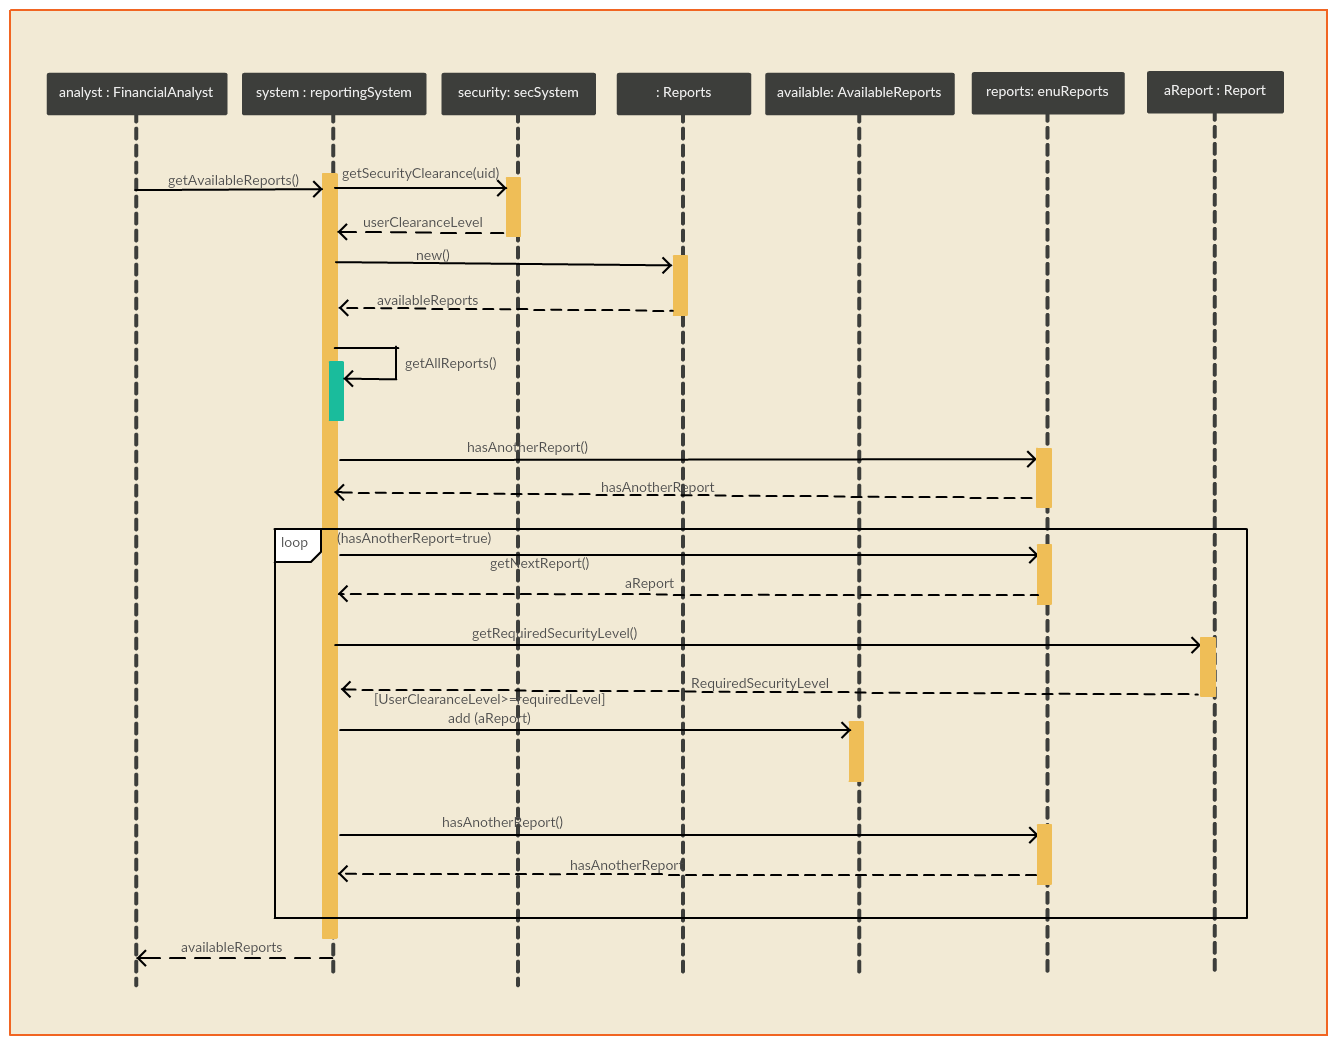 analyst : FinancialAnalyst
system : reportingSystem
security: secSystem
: Reports
available: AvailableReports
reports: enuReports
aReport : Report
getAvailableReports()
getSecurityClearance(uid)
userClearanceLevel
new()
availableReports
getAllReports()
hasAnotherReport()
hasAnotherReport
loop
(hasAnotherReport=true)
getNextReport()
aReport
getRequiredSecurityLevel()
RequiredSecurityLevel
[UserClearanceLevel>=requiredLevel]
add (aReport)
hasAnotherReport()
hasAnotherReport
availableReports